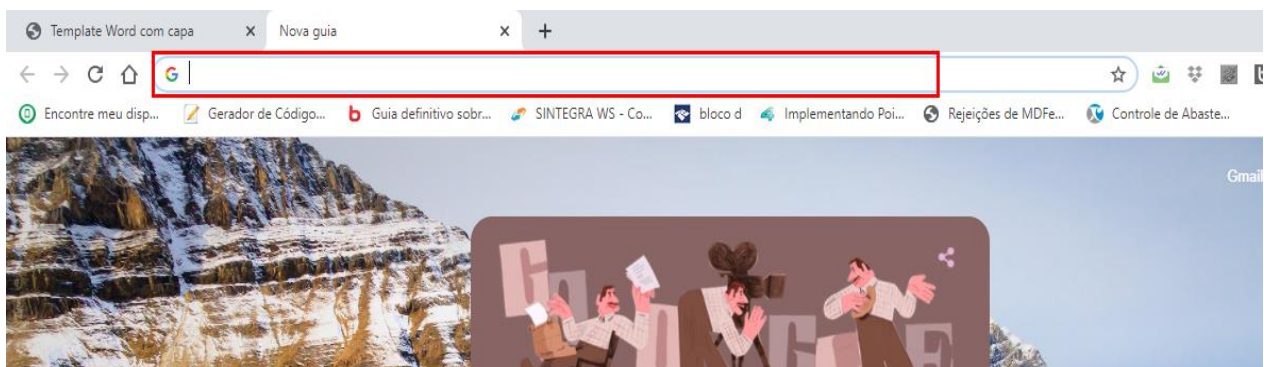 Template Word com capa Nova guia
Encontre meu disp... Gerador de Código... Guia definitivo sobr... SINTEGRA WS - Co... bloco d Implementando Poi... Rejeições de MDFe... Controle de Abaste...
Gmail